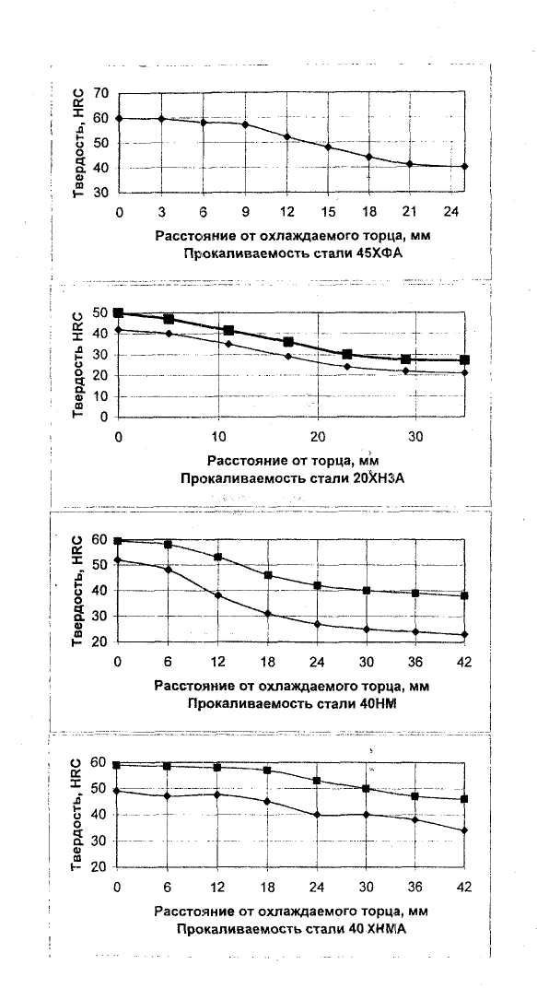 Твердость, HRC
70
60
50
40
30
0 3 6 9 12 15 18 21 24
Расстояние от охлаждаемого торца, мм
Прокаливаемость стали 45ХФА
Твердость HRC
50
40
30
20
10
0
0 10 20 30
Расстояние от торца, мм
Прокаливаемость стали 20ХН3А
Твердость, HRC
60
50
40
30
20
0 6 12 18 24 30 36 42
Расстояние от охлаждаемого торца, мм
Прокаливаемость стали 40НМ
Твердость, HRC
60
50
40
30
20
0 6 12 18 24 30 36 42
Расстояние от охлаждаемого торца, мм
Прокаливаемость стали 40 ХНМА